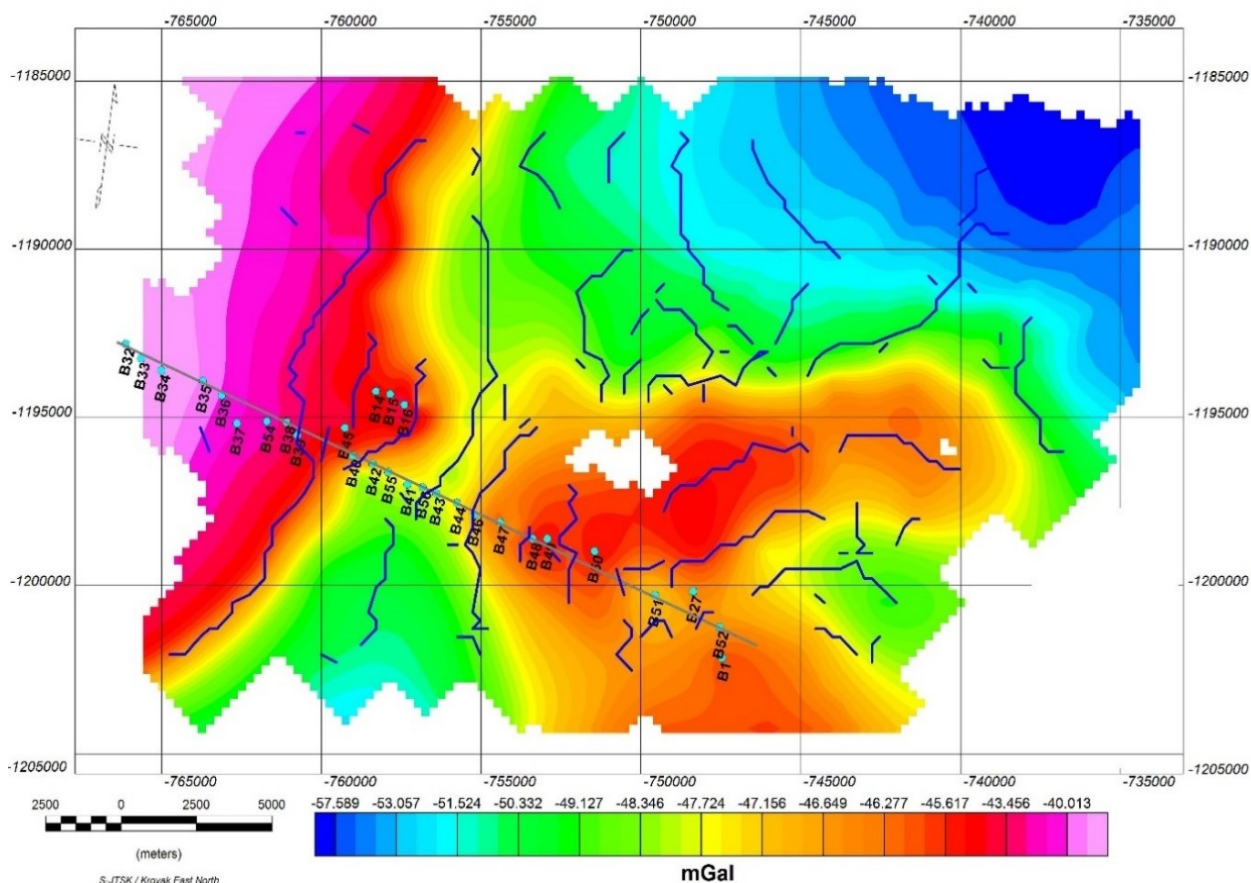 -765000 -760000 -755000 -750000 -745000 -740000 -735000
-1185000 -1185000
-1190000 -1190000
B32
B33
B34
B35
B36
B37
B54
B38
B14
B15
B16
-1195000 -1195000
B45
B40
B42
B55
B41
B56
B43
B44
B46
B47
B48
B50
B51
B27
B52
B1
-1200000 -1200000
-1205000 -1205000
-765000 -760000 -755000 -750000 -745000 -740000 -735000
2500 0 2500 5000
(meters)
S-JTSK / Krovak East North
-57.589 -53.057 -51.524 -50.332 -49.127 -48.346 -47.724 -47.156 -46.649 -46.277 -45.617 -43.456 -40.013
mGal